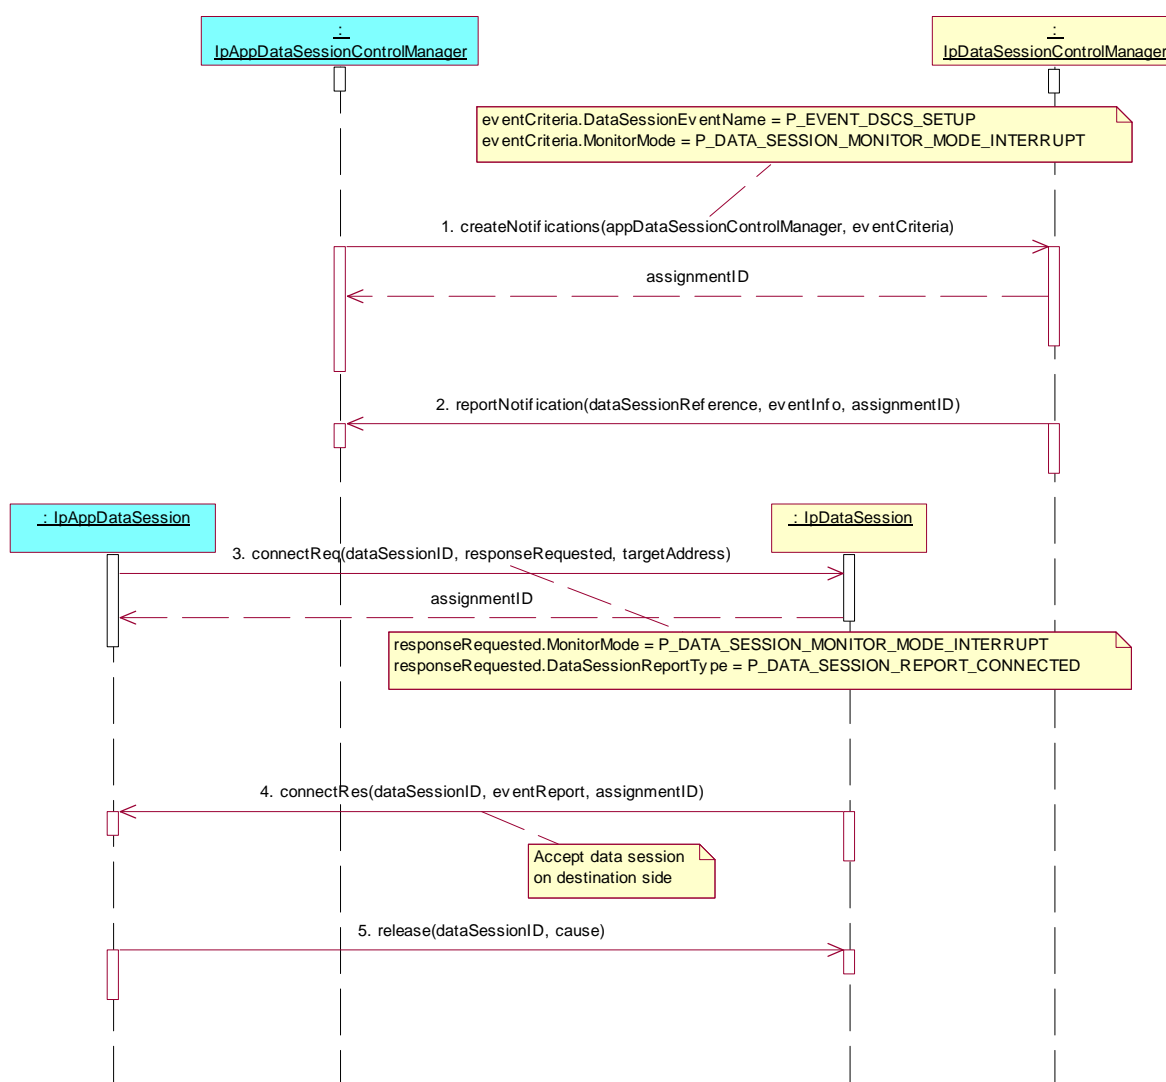 :
IpAppDataSessionControlManager
:
IpDataSessionControlManager
eventCriteria.DataSessionEventName = P_EVENT_DSCS_SETUP
eventCriteria.MonitorMode = P_DATA_SESSION_MONITOR_MODE_INTERRUPT
1. createNotifications(appDataSessionControlManager, eventCriteria)
assignmentID
2. reportNotification(dataSessionReference, eventInfo, assignmentID)
: IpAppDataSession
: IpDataSession
3. connectReq(dataSessionID, responseRequested, targetAddress)
assignmentID
responseRequested.MonitorMode = P_DATA_SESSION_MONITOR_MODE_INTERRUPT
responseRequested.DataSessionReportType = P_DATA_SESSION_REPORT_CONNECTED
4. connectRes(dataSessionID, eventReport, assignmentID)
Accept data session
on destination side
5. release(dataSessionID, cause)